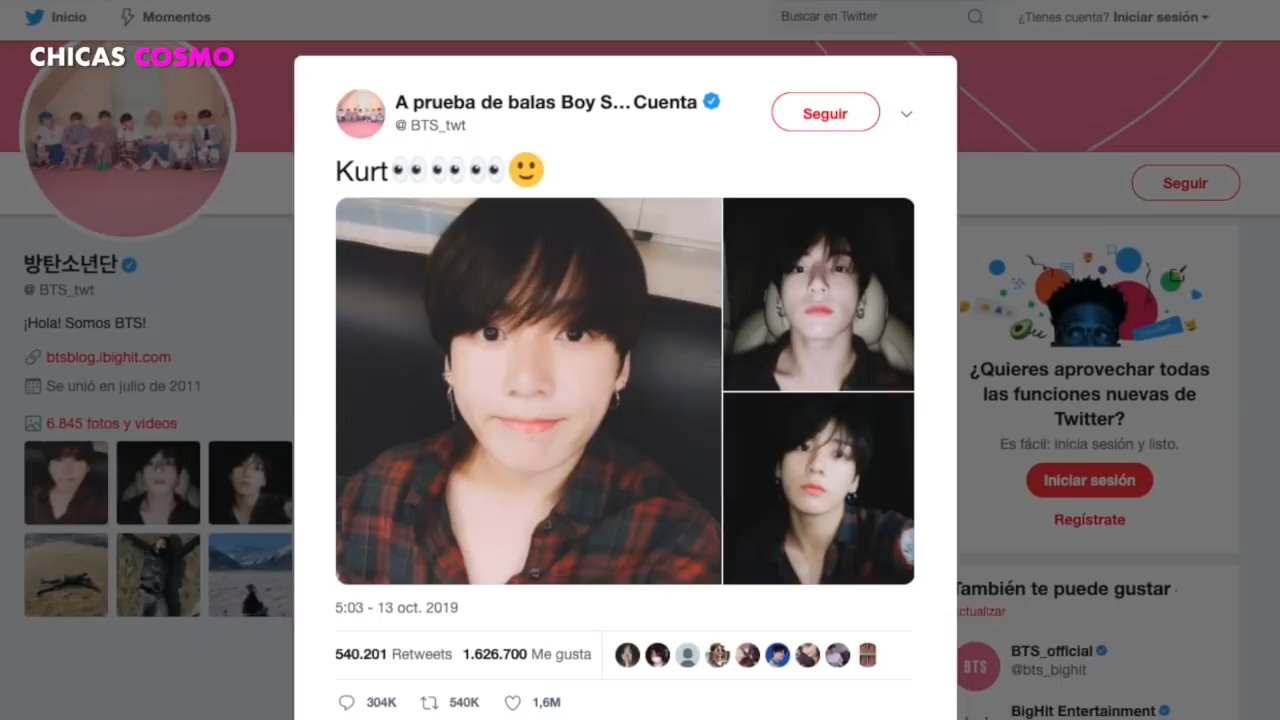 Inicio
Momentos
Buscar en Twitter
¿Tienes cuenta? Iniciar sesión
CHICAS COSMO
A prueba de balas Boy S... Cuenta
@ BTS_twt
Seguir
Kurt👀👀👀🙂
5:03 - 13 oct. 2019
540.201 Retweets 1.626.700 Me gusta
304K 540K 1,6M
방탄소년단
@ BTS_twt
¡Hola! Somos BTS!
btsblog.ibighit.com
Se unió en julio de 2011
6.845 fotos y videos
Seguir
¿Quieres aprovechar todas
las funciones nuevas de
Twitter?
Es fácil: inicia sesión y listo.
Iniciar sesión
Regístrate
También te puede gustar
ctualizar
BTS
BTS_official
@bts_bighit
BigHit Entertainment